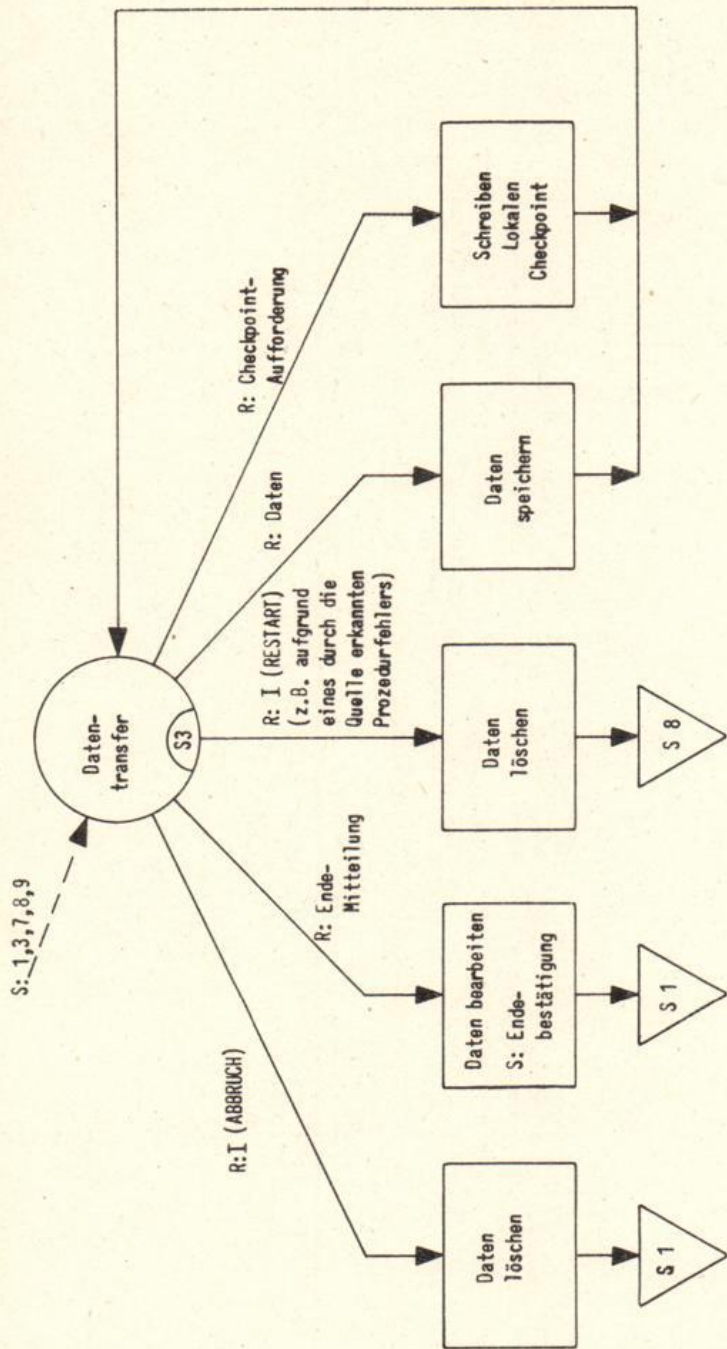 S: 1,3,7,8,9
Daten-
transfer
S3
R:I (ABBRUCH)
R: Ende-
Mitteilung
R: I (RESTART)
(z.B. aufgrund
eines durch die
Quelle erkannten
Prozedurfehlers)
R: Daten
R: Checkpoint-
Aufforderung
Daten
löschen
Daten bearbeiten
S: Ende-
bestätigung
Daten
löschen
Daten
speichern
Schreiben
Lokalen
Checkpoint
S 1
S 1
S 8